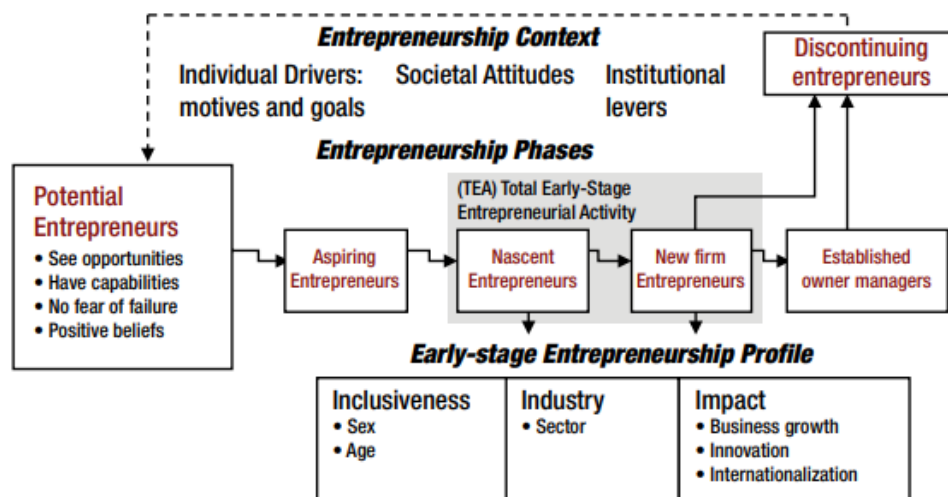 Entrepreneurship Context
Individual Drivers:
motives and goals
Societal Attitudes
Institutional
levers
Discontinuing
entrepreneurs
Entrepreneurship Phases
Potential
Entrepreneurs
• See opportunities
• Have capabilities
• No fear of failure
• Positive beliefs
Aspiring
Entrepreneurs
(TEA) Total Early-Stage
Entrepreneurial Activity
Nascent
Entrepreneurs
New firm
Entrepreneurs
Established
owner managers
Early-stage Entrepreneurship Profile
Inclusiveness
• Sex
• Age
Industry
• Sector
Impact
• Business growth
• Innovation
• Internationalization